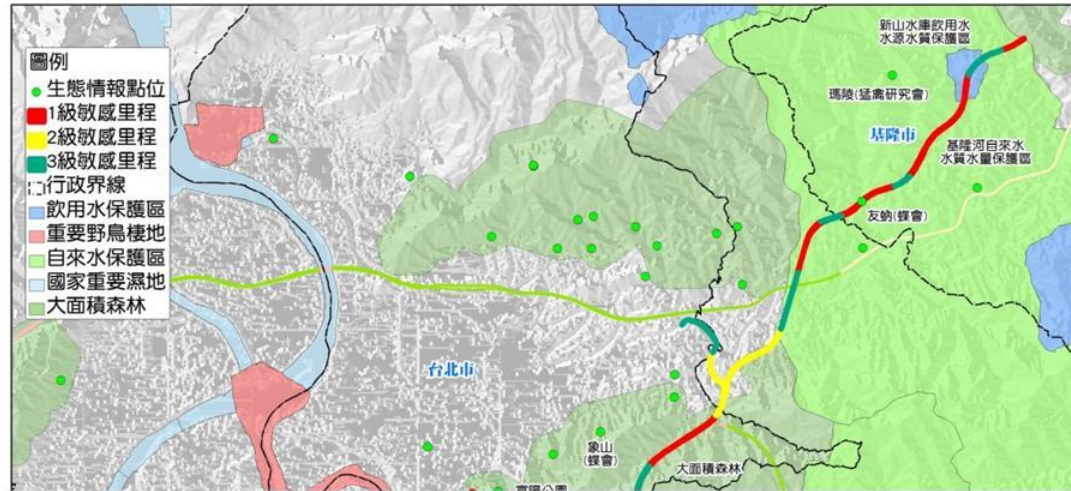 圖例
生態情報點位
1級敏感里程
2級敏感里程
3級敏感里程
行政界線
飲用水保護區
重要野鳥棲地
自來水保護區
國家重要濕地
大面積森林
新山水庫飲用水
水源水質保護區
瑪陵(猛禽研究會)
基隆市
基隆河自來水
水質水量保護區
友蚋(蝶會)
台北市
象山
(蝶會)
大面積森林
富陽公園